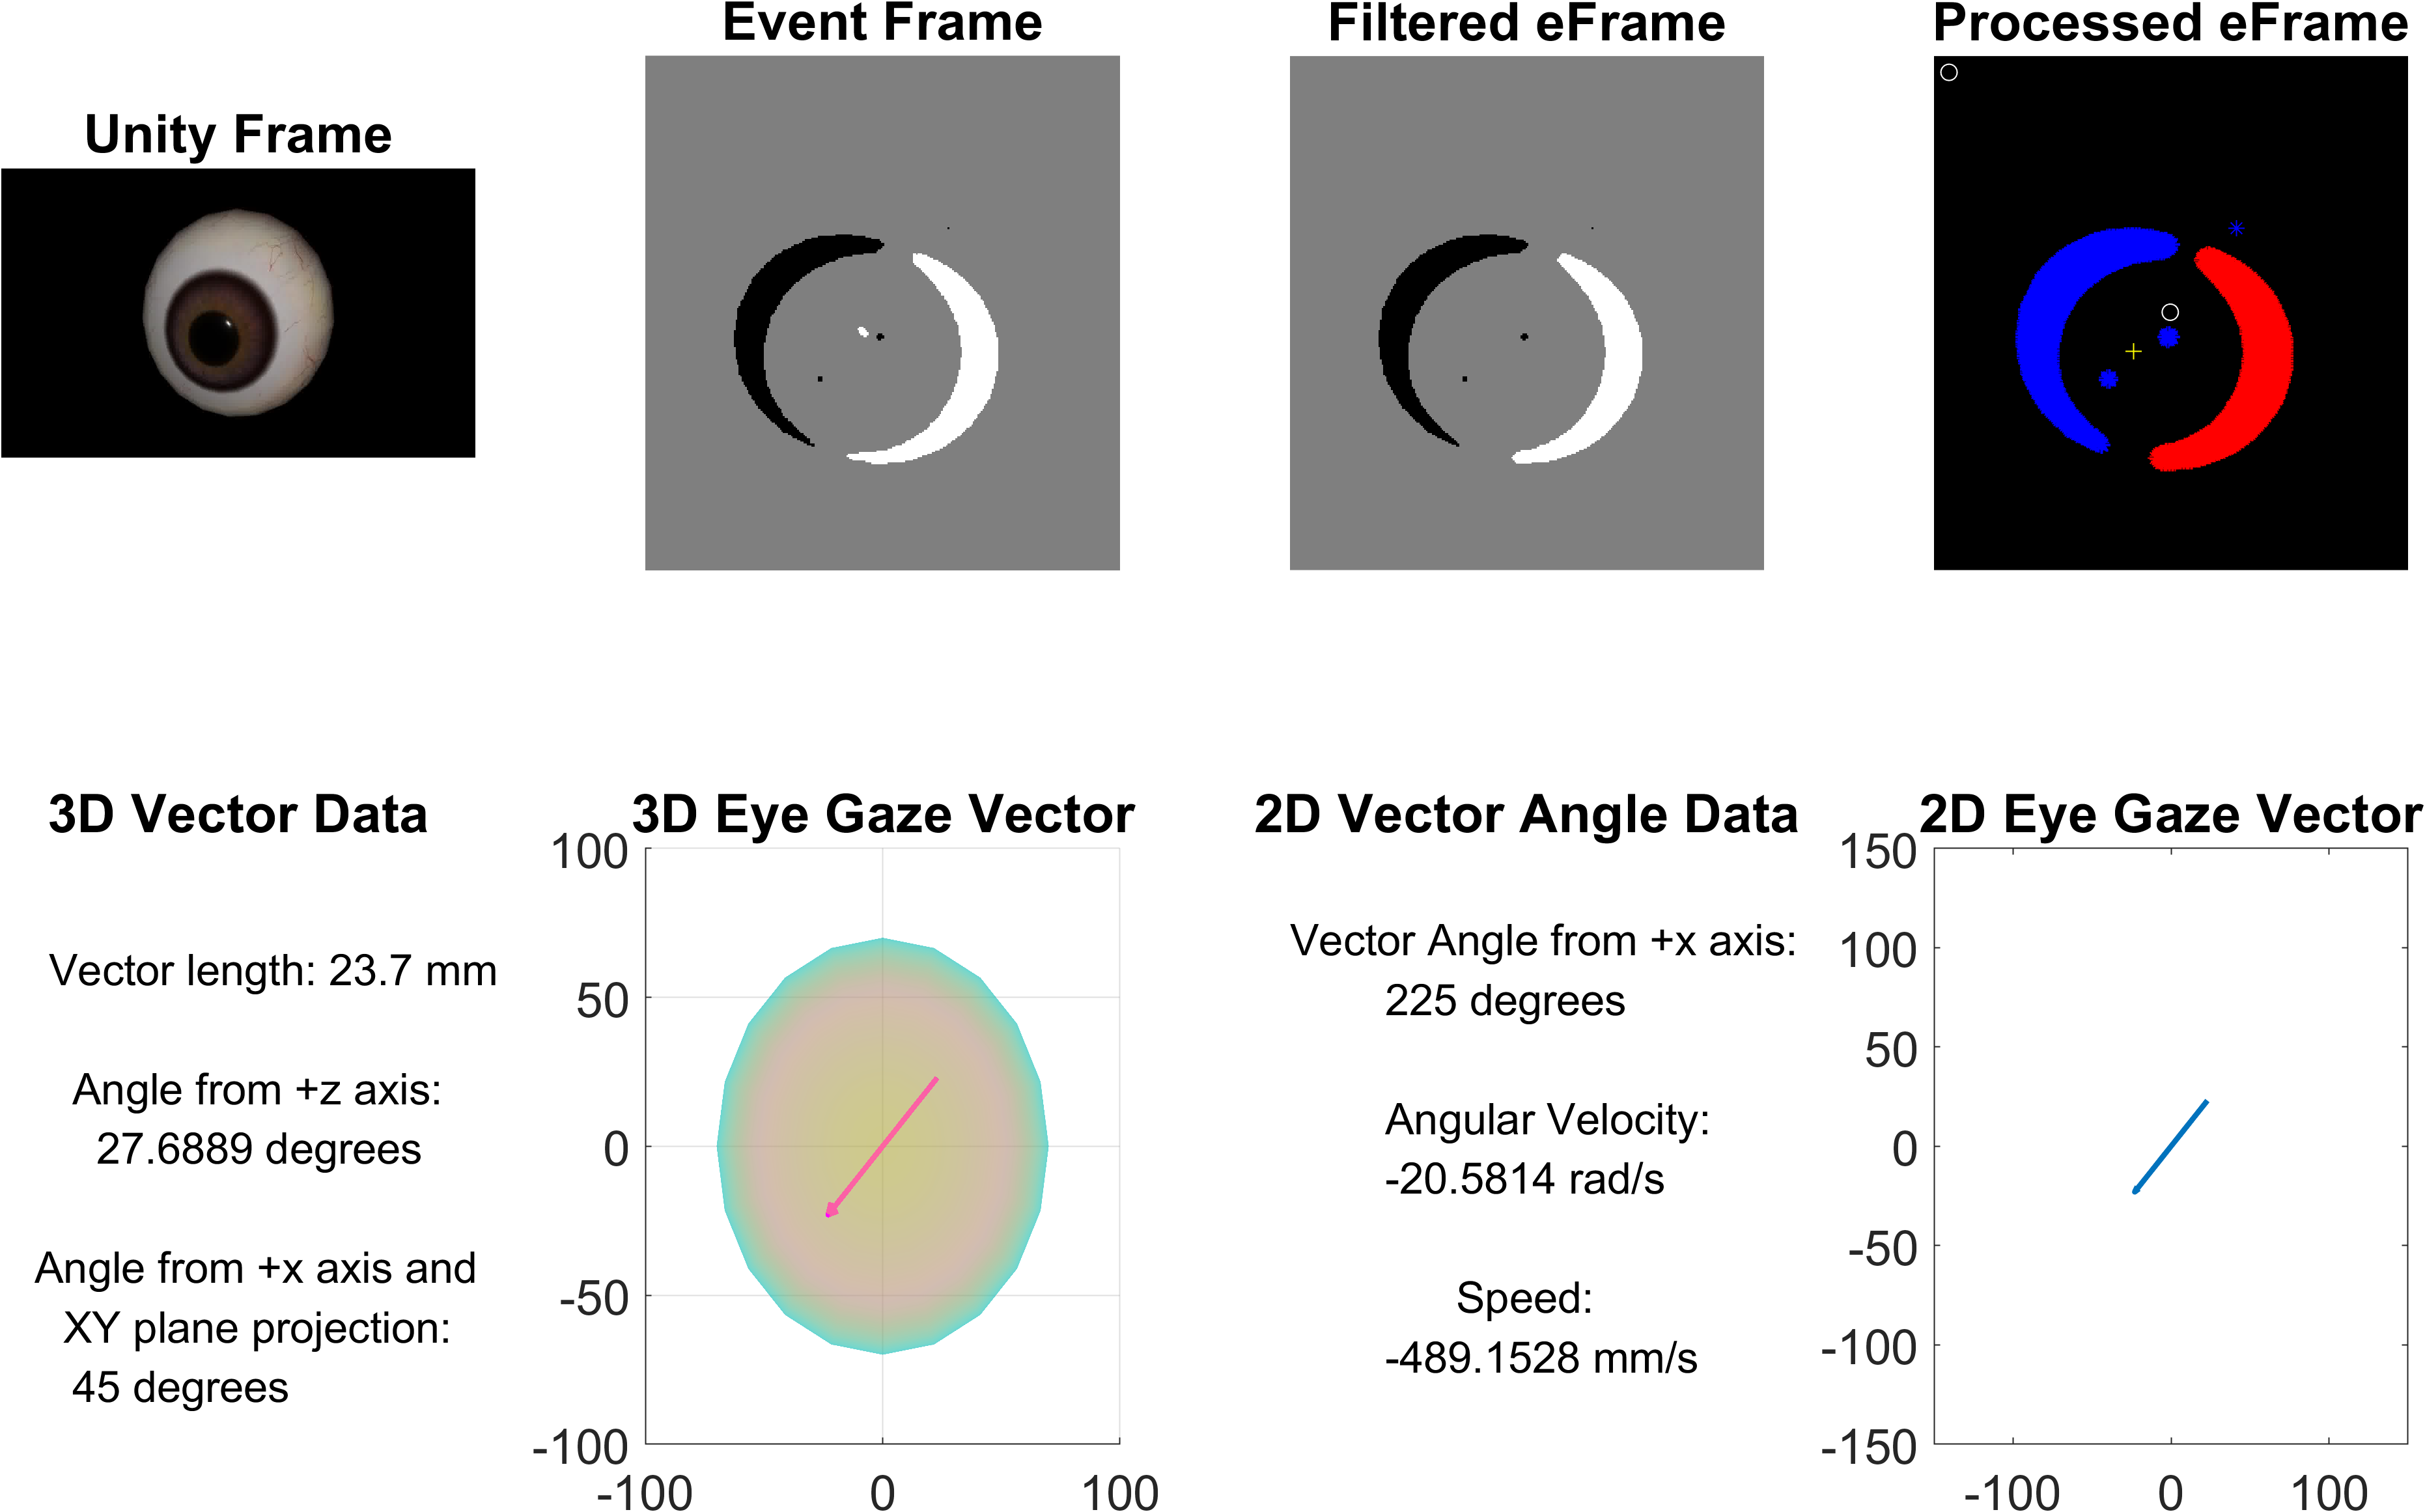 Event Frame
Filtered eFrame
Processed eFrame
Unity Frame
3D Vector Data
Vector length: 23.7 mm
Angle from +z axis:
27.6889 degrees
Angle from +x axis and
XY plane projection:
45 degrees
3D Eye Gaze Vector
100
50
0
-50
-100
-100 0 100
2D Vector Angle Data
Vector Angle from +x axis:
225 degrees
Angular Velocity:
-20.5814 rad/s
Speed:
-489.1528 mm/s
2D Eye Gaze Vector
150
100
50
0
-50
-100
-150
-100 0 100